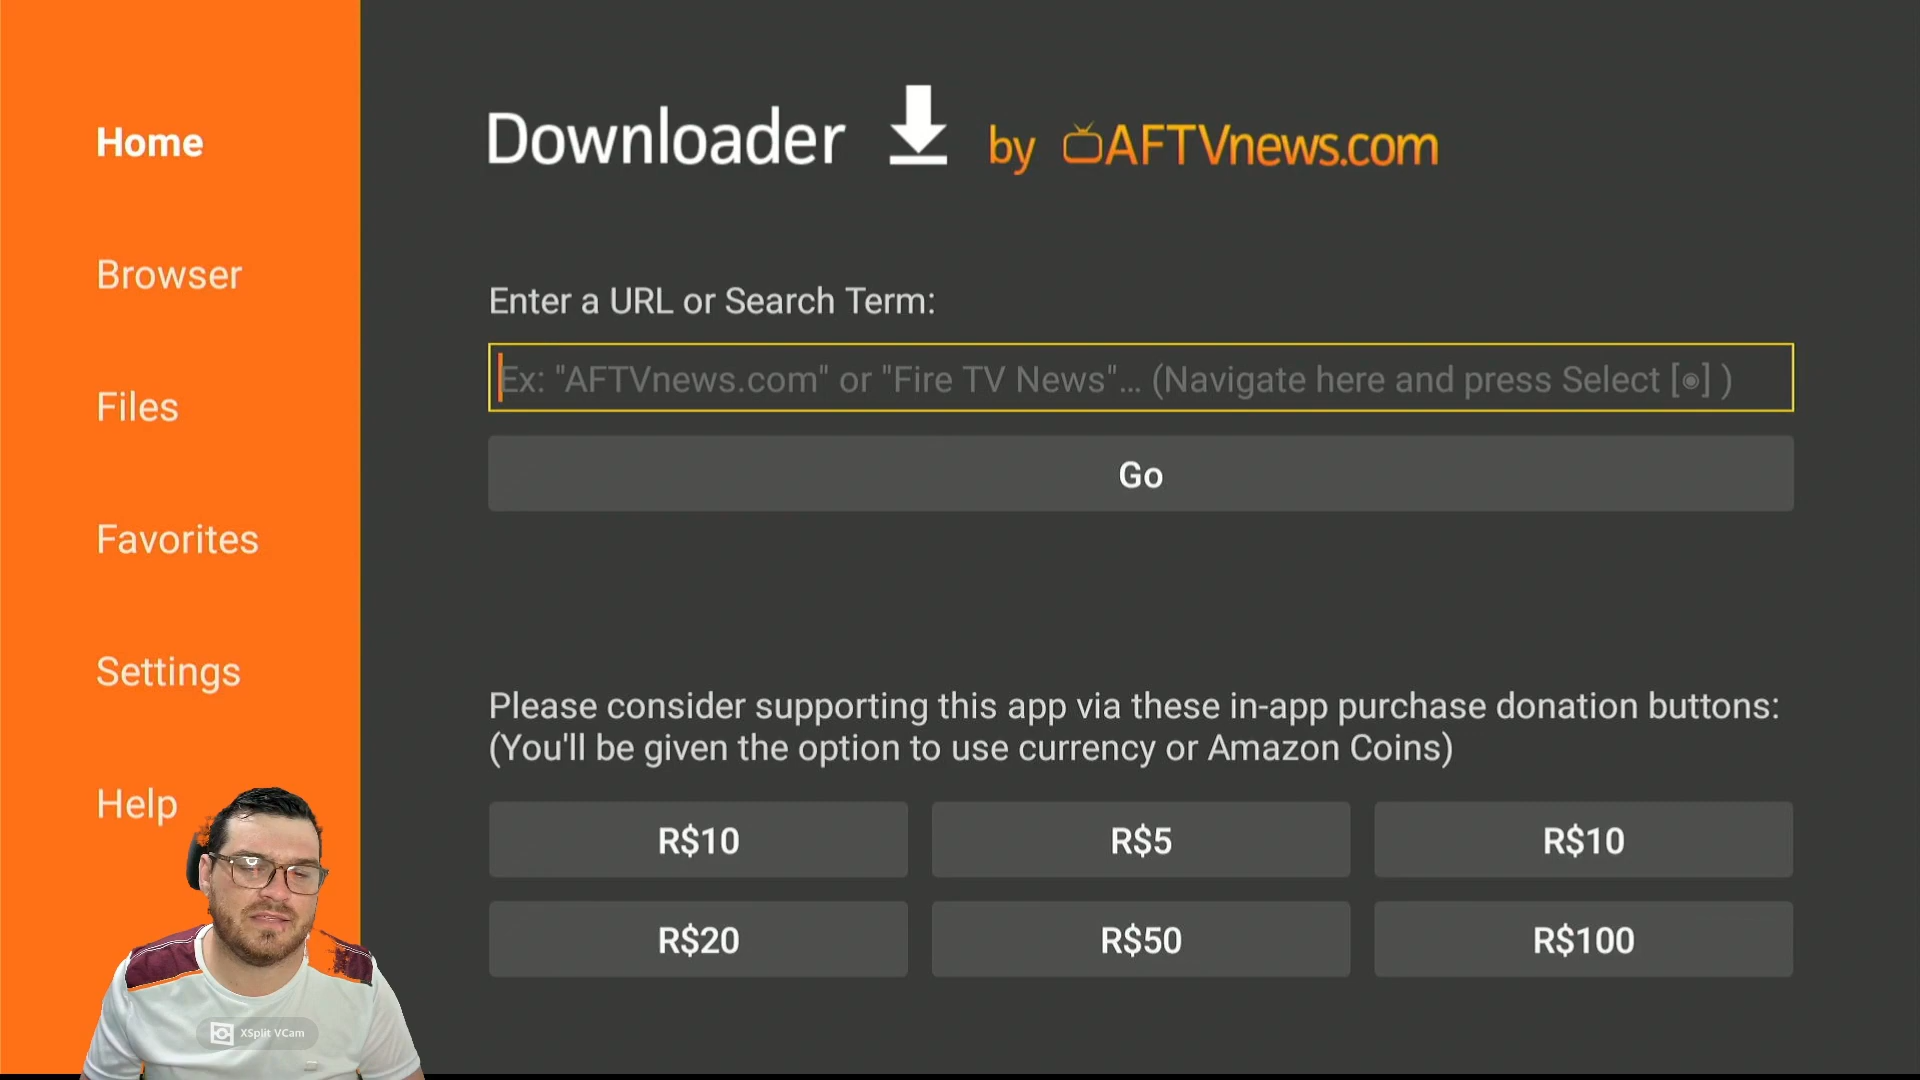 Home
Browser
Files
Favorites
Settings
Help
Downloader by AFTVnews.com
Enter a URL or Search Term:
Ex: "AFTVnews.com" or "Fire TV News"... (Navigate here and press Select [◉] )
Go
Please consider supporting this app via these in-app purchase donation buttons:
(You'll be given the option to use currency or Amazon Coins)
R$10 R$5 R$10
R$20 R$50 R$100
XSplit VCam